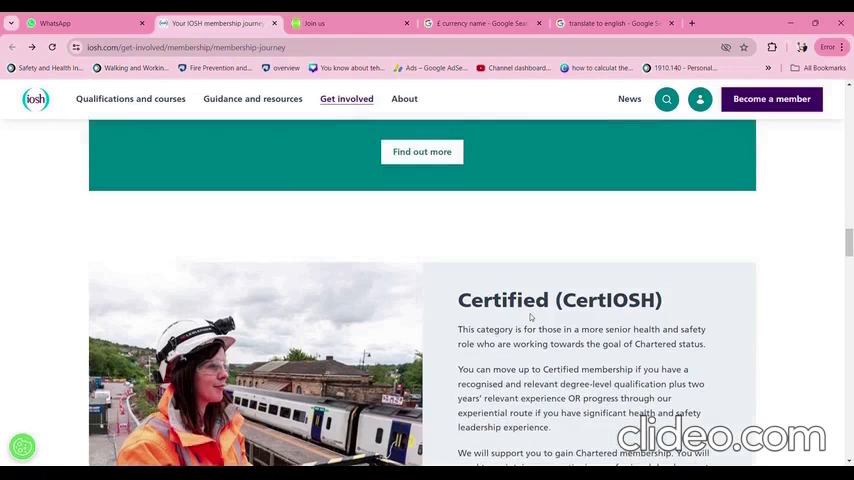 WhatsApp
Your IOSH membership journey
Join us
£ currency name - Google Sear
translate to english - Google Se
iosh.com/get-involved/membership/membership-journey
Error
Safety and Health In...
Walking and Workin...
Fire Prevention and...
overview
You know about teh...
Ads – Google AdSe...
Channel dashboard...
how to calculat the...
1910.140 - Personal...
»
All Bookmarks
iosh
Qualifications and courses
Guidance and resources
Get involved
About
News
Become a member
Find out more
Certified (CertIOSH)
This category is for those in a more senior health and safety
role who are working towards the goal of Chartered status.
You can move up to Certified membership if you have a
recognised and relevant degree-level qualification plus two
years' relevant experience OR progress through our
experiential route if you have significant health and safety
leadership experience.
We will support you to gain Chartered membership. You will
clideo.com